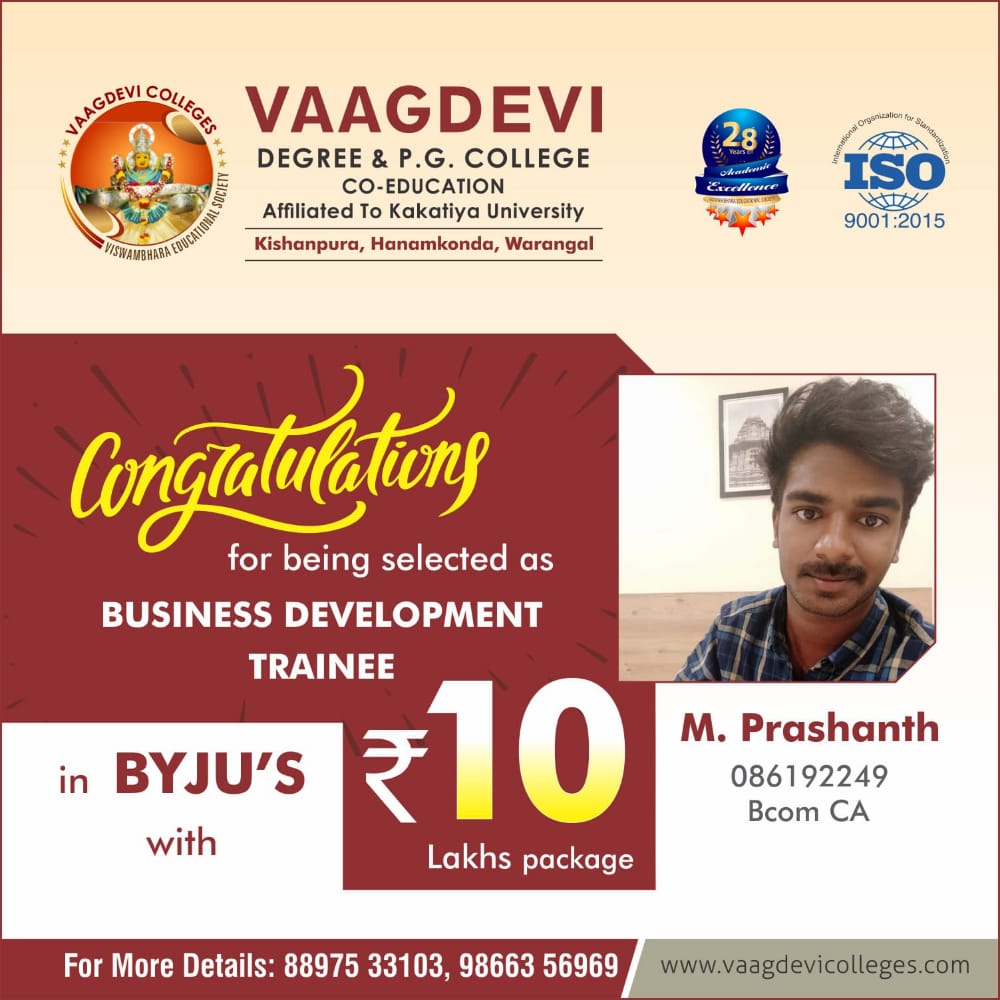 VAAGDEVI COLLEGES
VISWAMBHARA EDUCATIONAL SOCIETY
VAAGDEVI
DEGREE & P.G. COLLEGE
CO-EDUCATION
Affiliated To Kakatiya University
Kishanpura, Hanamkonda, Warangal
28
Years of
Academic
Excellence
VISWAMBHARA EDUCATIONAL SOCIETY
International Organization for Standardization
ISO
9001:2015
Congratulations
for being selected as
BUSINESS DEVELOPMENT
TRAINEE
in BYJU'S
with
₹10
Lakhs package
M. Prashanth
086192249
Bcom CA
For More Details: 88975 33103, 98663 56969
www.vaagdevicolleges.com